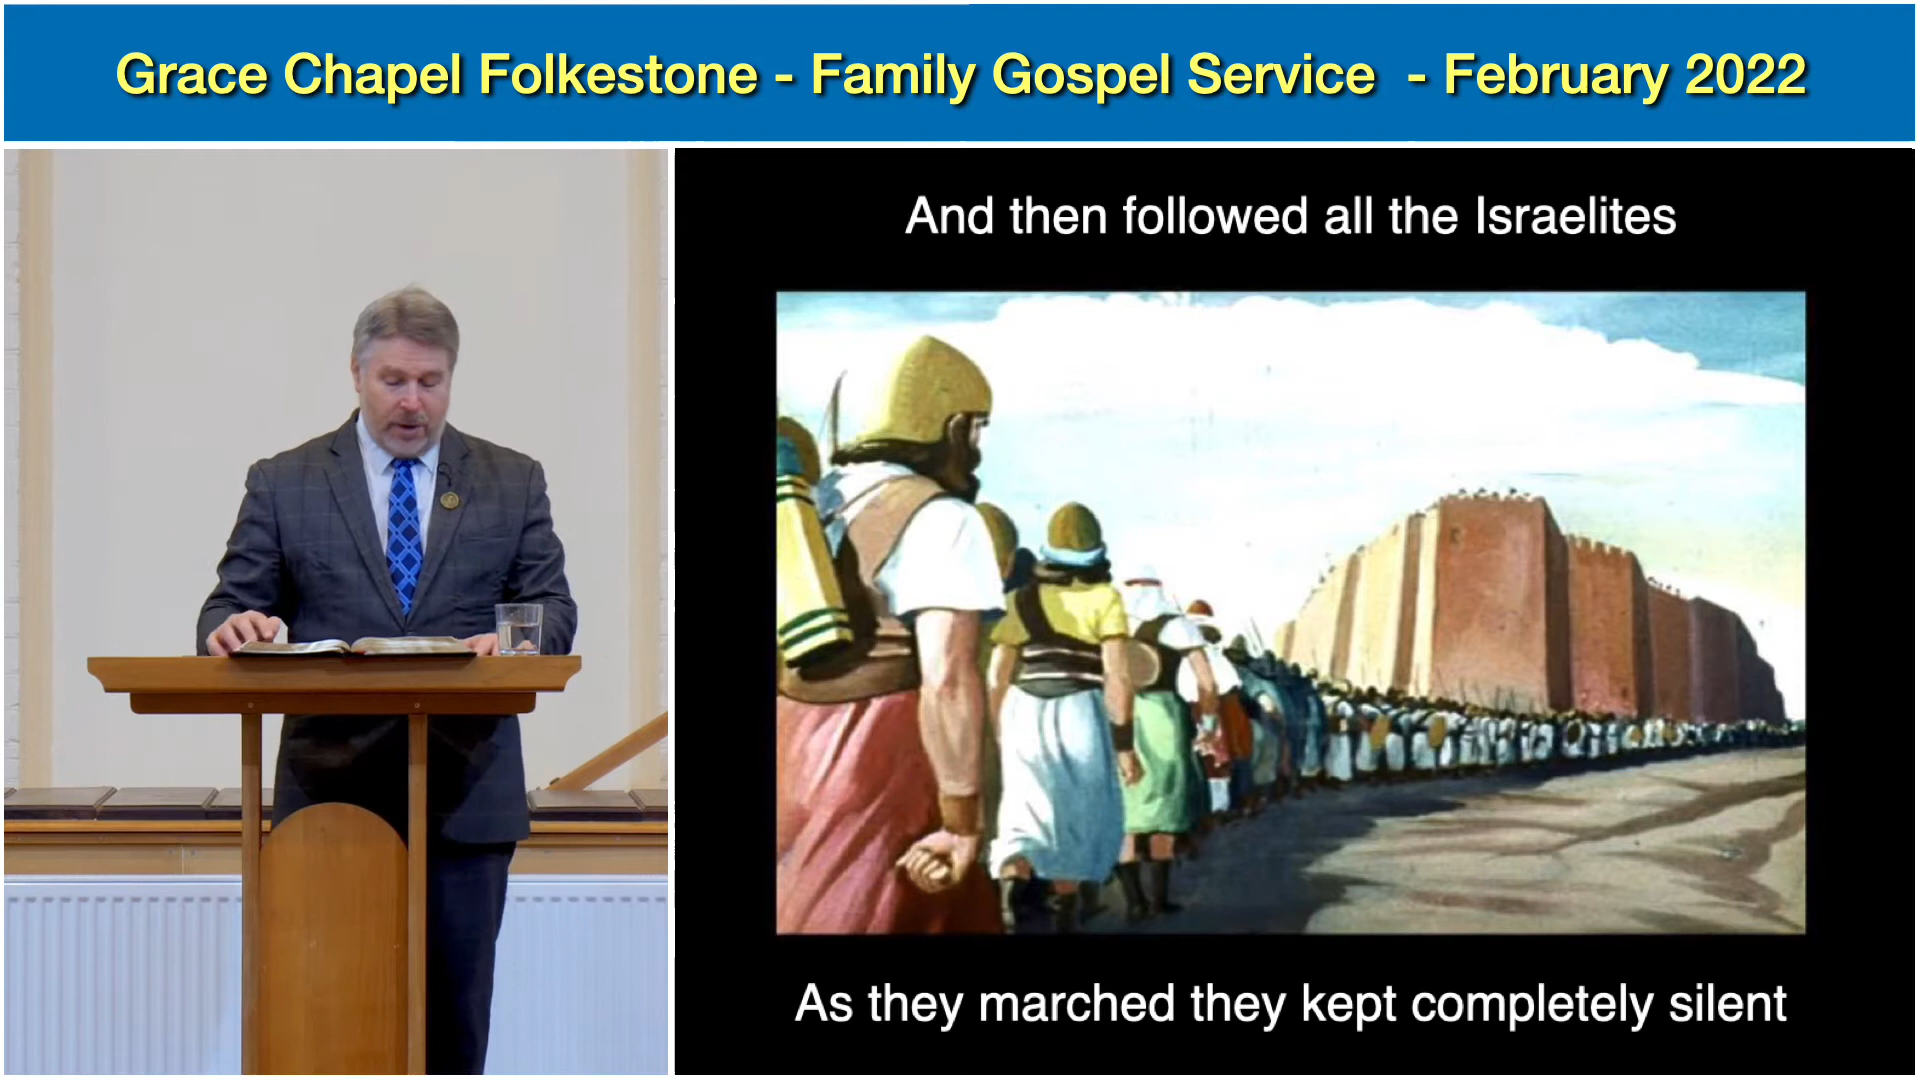 Grace Chapel Folkestone - Family Gospel Service - February 2022
And then followed all the Israelites
As they marched they kept completely silent